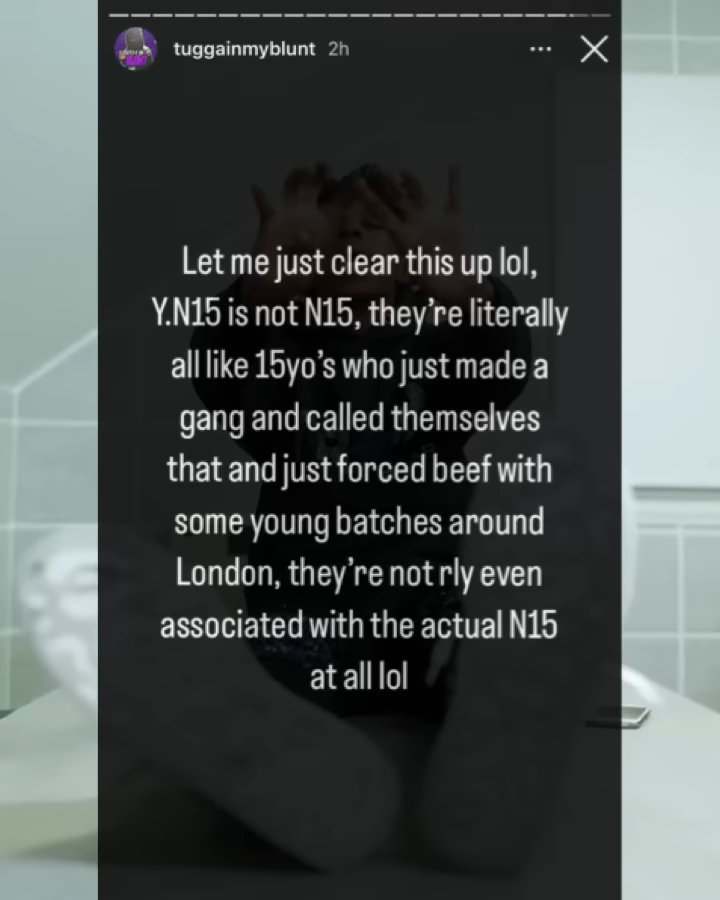 tuggainmyblunt 2h
Let me just clear this up lol,
Y.N15 is not N15, they’re literally
all like 15yo’s who just made a
gang and called themselves
that and just forced beef with
some young batches around
London, they’re not rly even
associated with the actual N15
at all lol